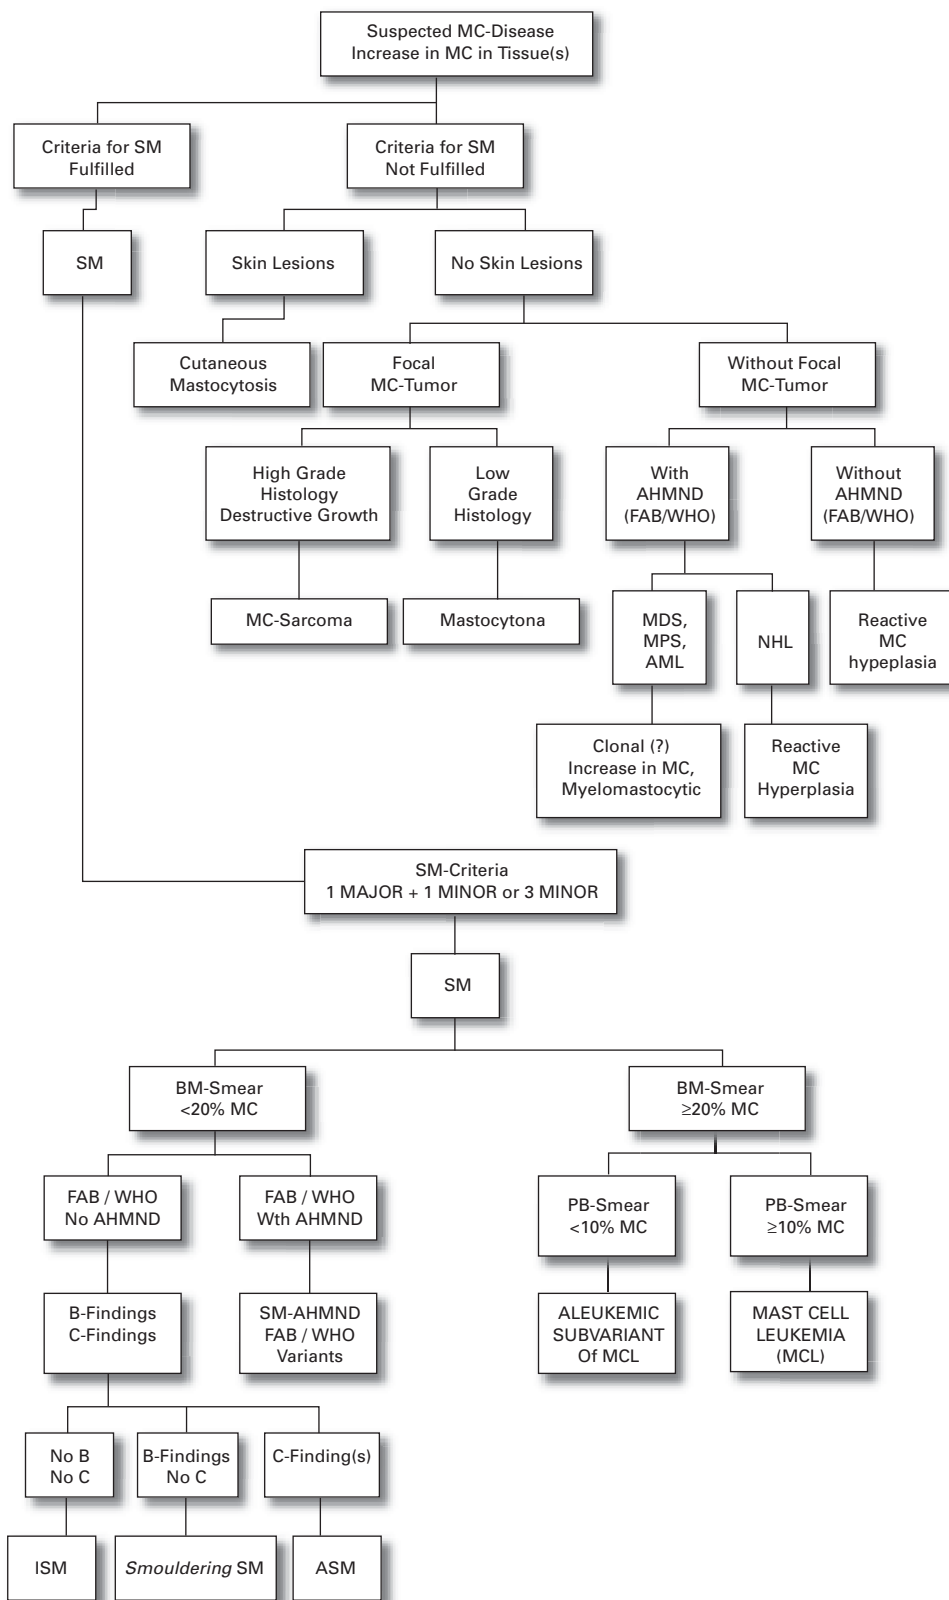 Suspected MC-Disease
Increase in MC in Tissue(s)
Criteria for SM
Fulfilled
Criteria for SM
Not Fulfilled
SM
Skin Lesions
No Skin Lesions
Cutaneous
Mastocytosis
Focal
MC-Tumor
Without Focal
MC-Tumor
High Grade
Histology
Destructive Growth
Low
Grade
Histology
With
AHMND
(FAB/WHO)
Without
AHMND
(FAB/WHO)
MC-Sarcoma
Mastocytona
MDS,
MPS,
AML
NHL
Reactive
MC
hypeplasia
Clonal (?)
Increase in MC,
Myelomastocytic
Reactive
MC
Hyperplasia
SM-Criteria
1 MAJOR + 1 MINOR or 3 MINOR
SM
BM-Smear
<20% MC
BM-Smear
≥20% MC
FAB / WHO
No AHMND
FAB / WHO
Wth AHMND
PB-Smear
<10% MC
PB-Smear
≥10% MC
B-Findings
C-Findings
SM-AHMND
FAB / WHO
Variants
ALEUKEMIC
SUBVARIANT
Of MCL
MAST CELL
LEUKEMIA
(MCL)
No B
No C
B-Findings
No C
C-Finding(s)
ISM
Smouldering SM
ASM